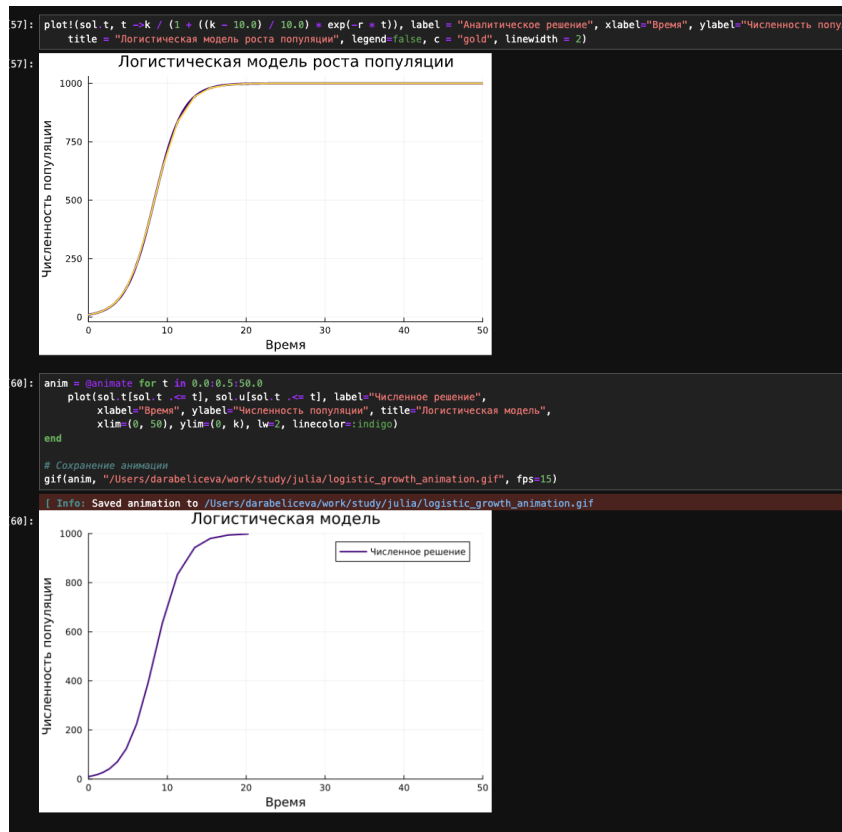 [57]: plot!(sol.t, t ->k / (1 + ((k - 10.0) / 10.0) * exp(-r * t)), label = "Аналитическое решение", xlabel="Время", ylabel="Численность
title = "Логистическая модель роста популяции", legend=false, c = "gold", linewidth = 2)
[57]:
Логистическая модель роста популяции
1000
750
500
250
0
Численность популяции
0 10 20 30 40 50
Время
[60]: anim = @animate for t in 0.0:0.5:50.0
plot(sol.t[sol.t .<= t], sol.u[sol.t .<= t], label="Численное решение",
xlabel="Время", ylabel="Численность популяции", title="Логистическая модель",
xlim=(0, 50), ylim=(0, k), lw=2, linecolor=:indigo)
end
# Сохранение анимации
gif(anim, "/Users/darabeliceva/work/study/julia/logistic_growth_animation.gif", fps=15)
[ Info: Saved animation to /Users/darabeliceva/work/study/julia/logistic_growth_animation.gif
[60]:
Логистическая модель
Численное решение
1000
800
600
400
200
0
Численность популяции
0 10 20 30 40 50
Время